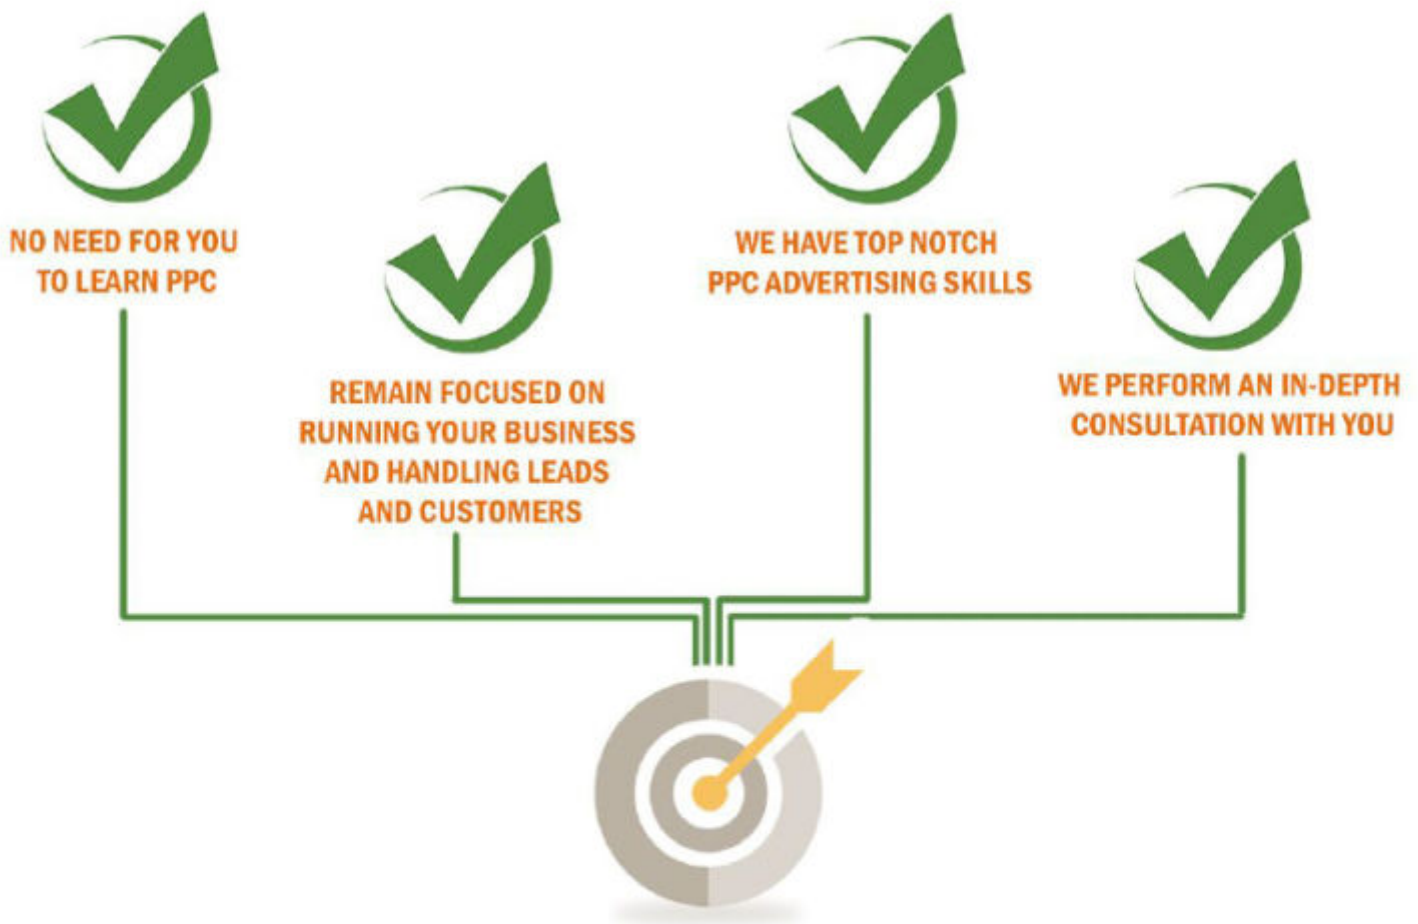 NO NEED FOR YOU
TO LEARN PPC
REMAIN FOCUSED ON
RUNNING YOUR BUSINESS
AND HANDLING LEADS
AND CUSTOMERS
WE HAVE TOP NOTCH
PPC ADVERTISING SKILLS
WE PERFORM AN IN-DEPTH
CONSULTATION WITH YOU